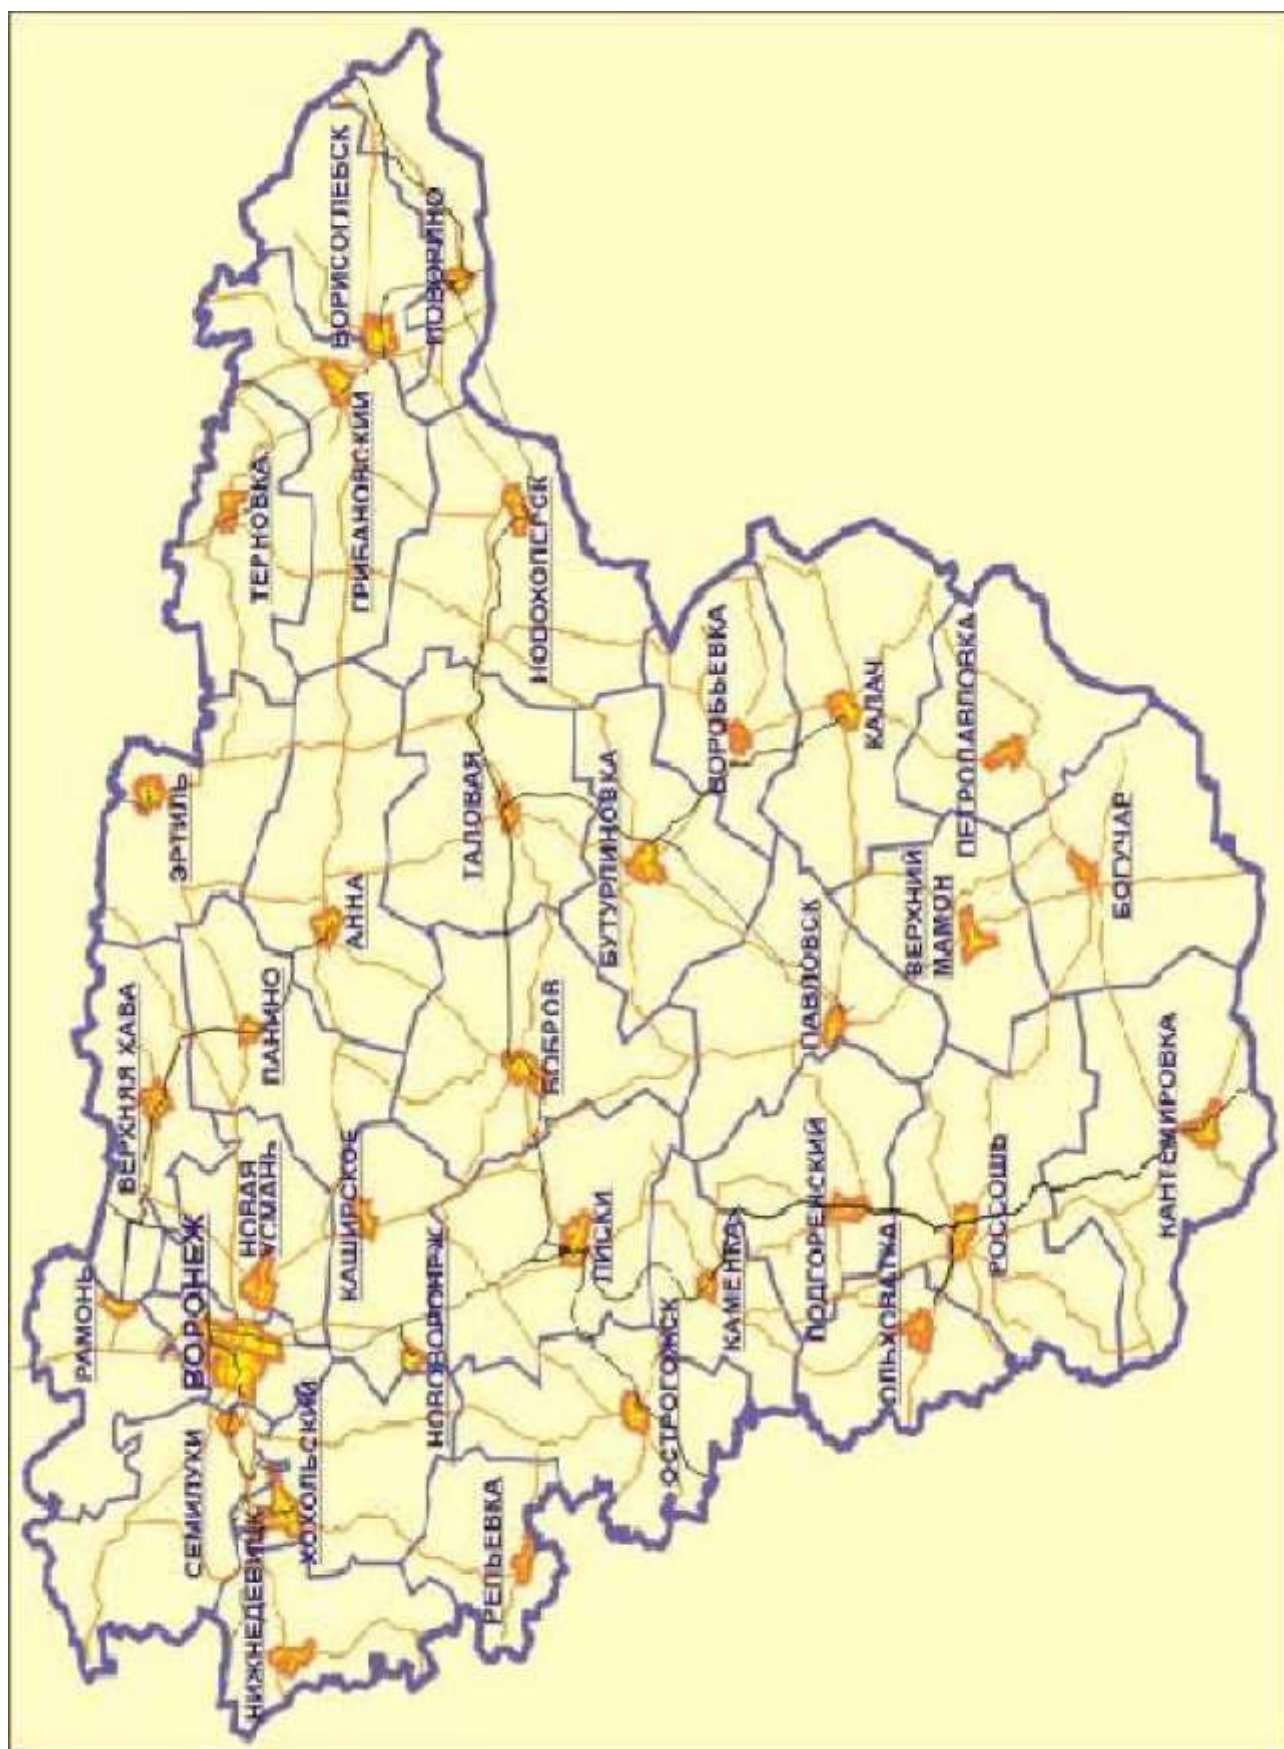 РАМОНЬ
ВЕРХНЯЯ ХАВА
ЭРТИЛЬ
СЕМИЛУКИ
ВОРОНЕЖ
НИЖНЕДЕВИЦК
НОВАЯ
УСМАНЬ
ПАНИНО
ТЕРНОВКА
ХОХОЛЬСКИЙ
КАШИРСКОЕ
АННА
ГРИБАНОВСКИЙ
БОРИСОГЛЕБСК
НОВОВОРОНЕЖ
ПОВОРИНО
ТАЛОВАЯ
РЕПЬЕВКА
БОБРОВ
НОВОХОПЕРСК
ЛИСКИ
БУТУРЛИНОВКА
ОСТРОГОЖСК
КАМЕНКА
ВОРОБЬЕВКА
ПОДГОРЕНСКИЙ
ПАВЛОВСК
КАЛАЧ
ОЛЬХОВАТКА
ВЕРХНИЙ
МАМОН
ПЕТРОПАВЛОВКА
РОССОШЬ
БОГУЧАР
КАНТЕМИРОВКА